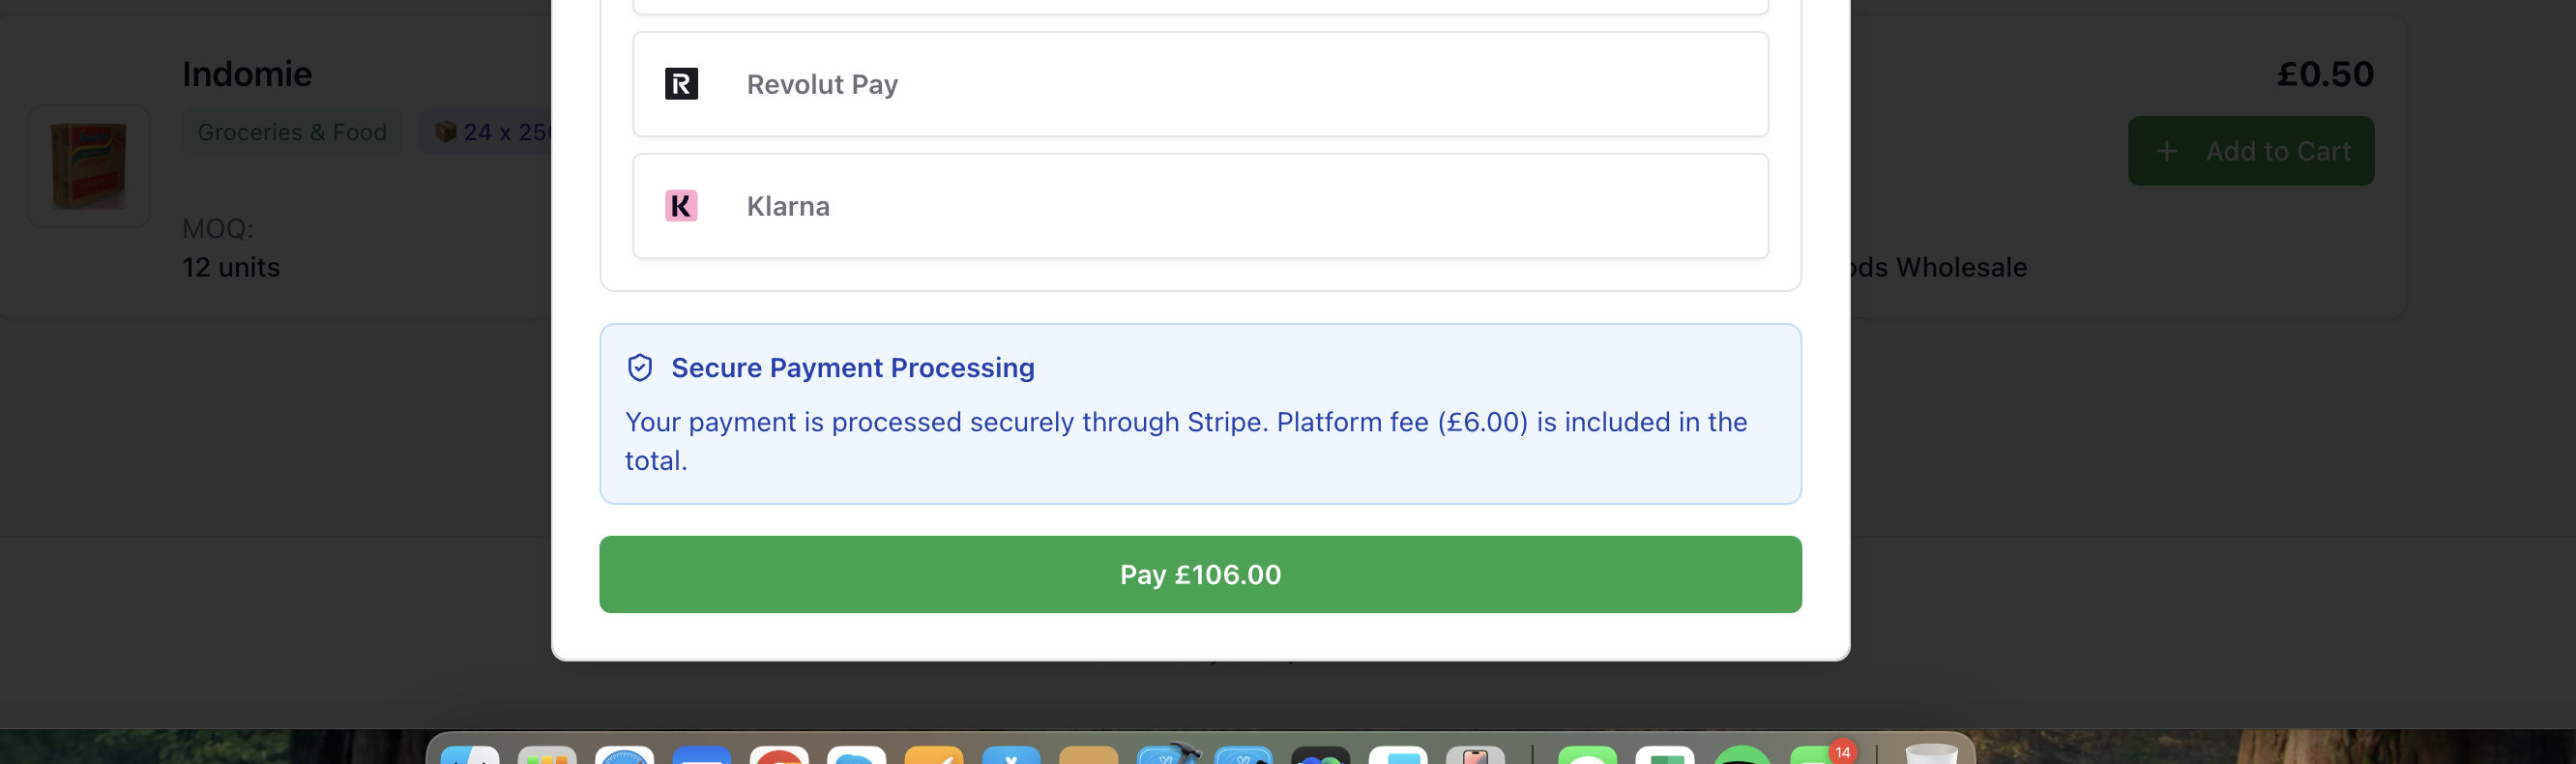 Indomie
Groceries & Food
📦 24 x 25
MOQ:
12 units
Revolut Pay
K
Klarna
Secure Payment Processing
Your payment is processed securely through Stripe. Platform fee (£6.00) is included in the
total.
Pay £106.00
£0.50
+ Add to Cart
ds Wholesale
14